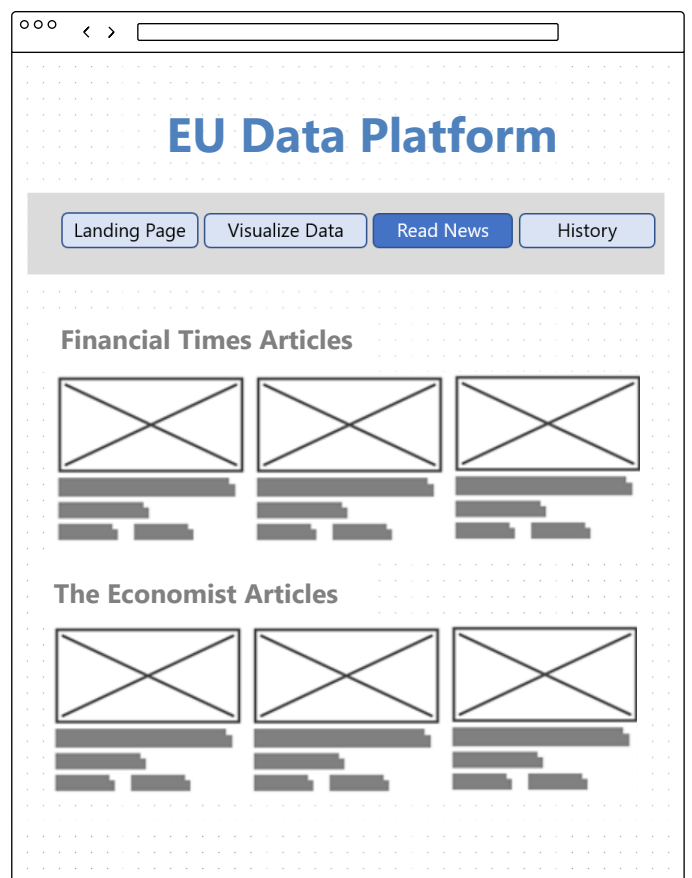 EU Data Platform
Landing Page
Visualize Data
Read News
History
Financial Times Articles
The Economist Articles